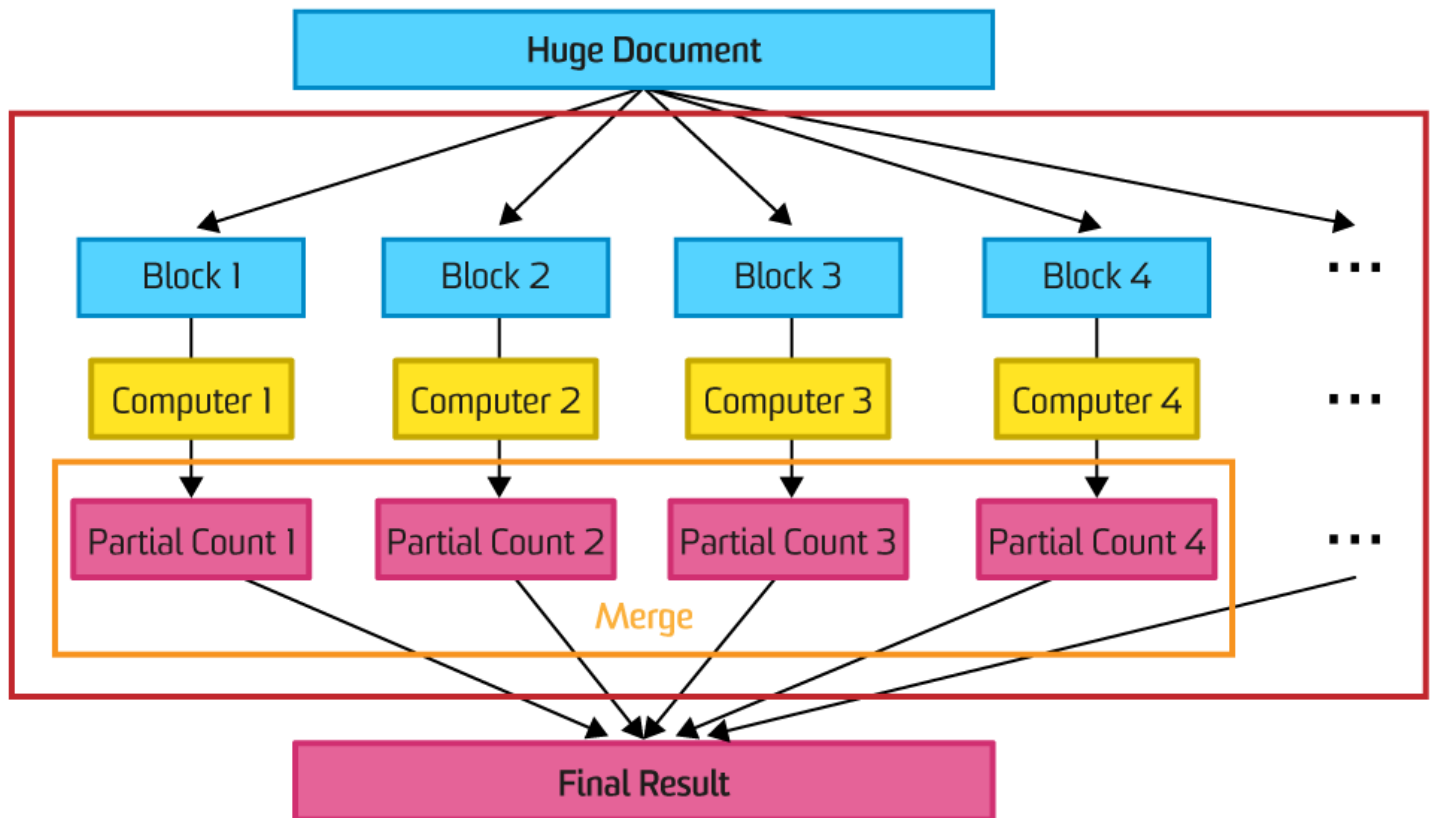 Huge Document
Block 1
Block 2
Block 3
Block 4
...
Computer 1
Computer 2
Computer 3
Computer 4
...
Partial Count 1
Partial Count 2
Partial Count 3
Partial Count 4
...
Merge
Final Result